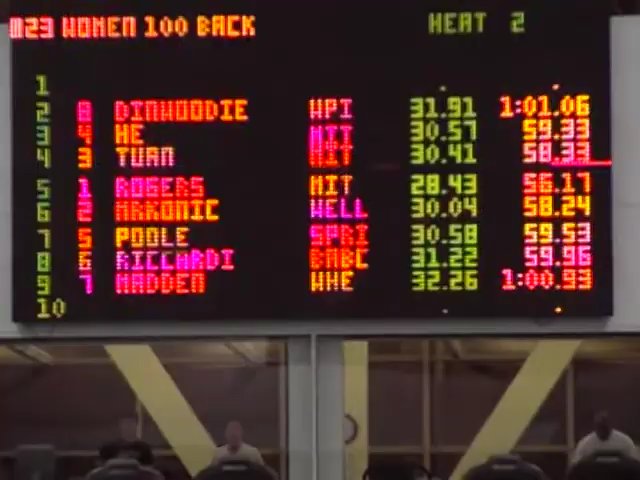 #23 WOMEN 100 BACK HEAT 2
1
2 8 DINWOODIE WPI 31.91 1:01.06
3 4 HE MIT 30.57 59.33
4 3 TURN MIT 30.41 58.33
5 1 ROGERS MIT 28.43 56.17
6 2 MRKONIC WELL 30.04 58.24
7 5 POOLE SPRI 30.58 59.53
8 6 RICCARDI BABC 31.22 59.96
9 7 MADDEN WHE 32.26 1:00.93
10